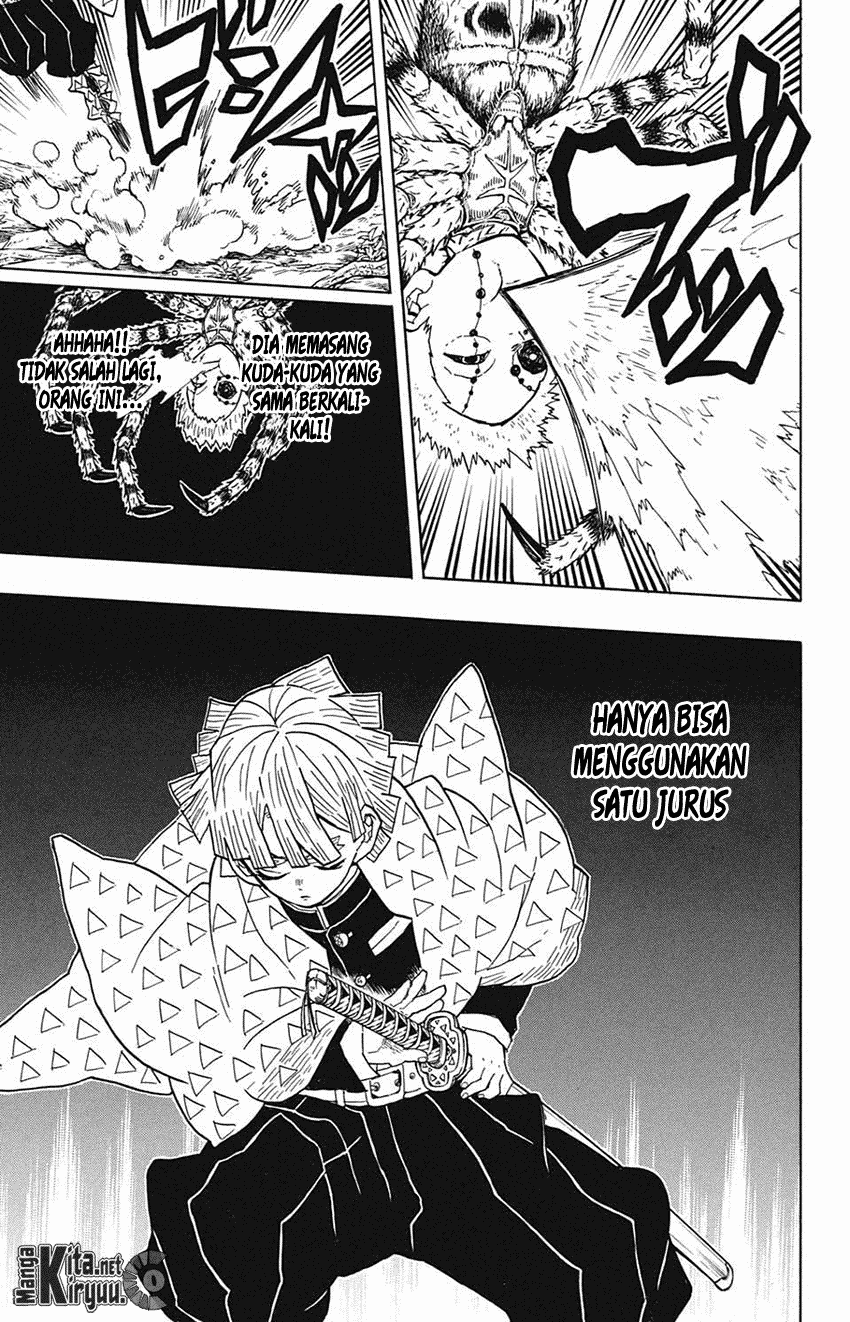 DIA MEMASANG
KUDA-KUDA YANG
SAMA BERKALI-
KALI!
AHHAHA!!
TIDAK SALAH LAGI,
ORANG INI...
HANYA BISA
MENGGUNAKAN
SATU JURUS
MangaKita.net
Kiryuu.